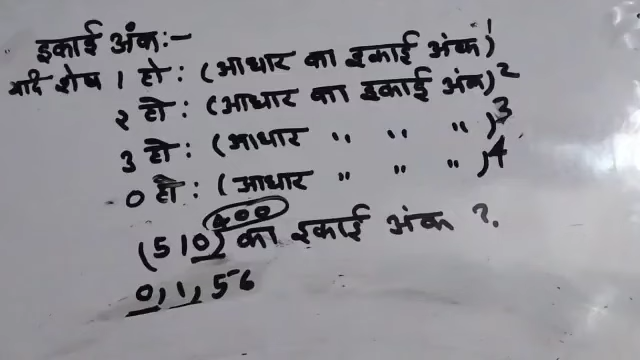 इकाई अंक:-
यदि शेष 1 हो: (आधार का इकाई अंक)¹
2 हो: (आधार का इकाई अंक)²
3 हो: (आधार " " ")³
0 हो: (आधार " " ")⁴
(510)⁴⁰⁰ का इकाई अंक ?
0, 1, 5 6